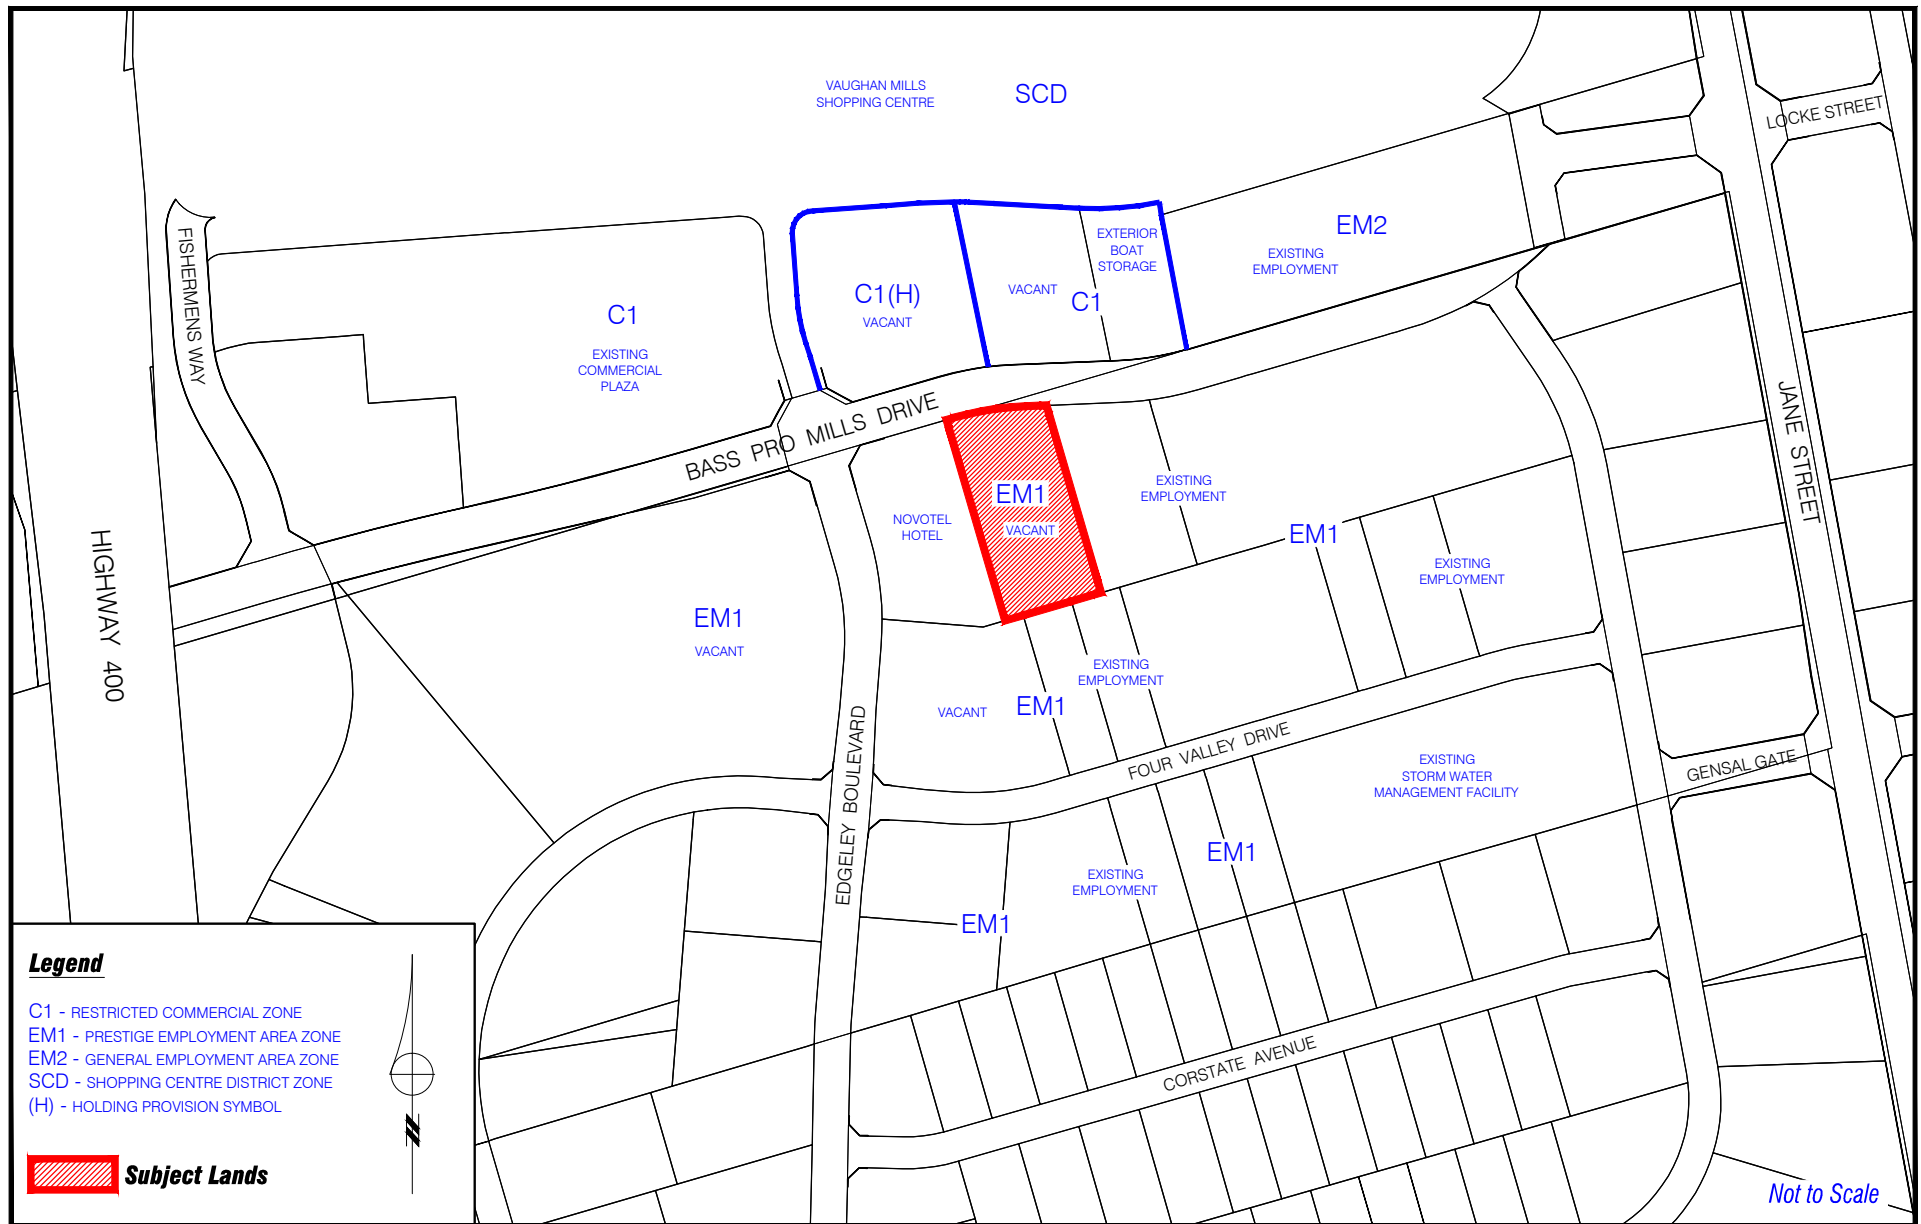 VAUGHAN MILLS
SHOPPING CENTRE
SCD
LOCKE STREET
FISHERMENS WAY
C1
EXISTING
COMMERCIAL
PLAZA
C1(H)
VACANT
VACANT
C1
EXTERIOR
BOAT
STORAGE
EM2
EXISTING
EMPLOYMENT
JANE STREET
BASS PRO MILLS DRIVE
HIGHWAY 400
NOVOTEL
HOTEL
EM1
VACANT
EXISTING
EMPLOYMENT
EM1
EXISTING
EMPLOYMENT
EM1
VACANT
EXISTING
EMPLOYMENT
VACANT
EM1
EDGELEY BOULEVARD
FOUR VALLEY DRIVE
EXISTING
STORM WATER
MANAGEMENT FACILITY
GENSAL GATE
EM1
EXISTING
EMPLOYMENT
EM1
CORSTATE AVENUE
Legend
C1 - RESTRICTED COMMERCIAL ZONE
EM1 - PRESTIGE EMPLOYMENT AREA ZONE
EM2 - GENERAL EMPLOYMENT AREA ZONE
SCD - SHOPPING CENTRE DISTRICT ZONE
(H) - HOLDING PROVISION SYMBOL
Subject Lands
Not to Scale